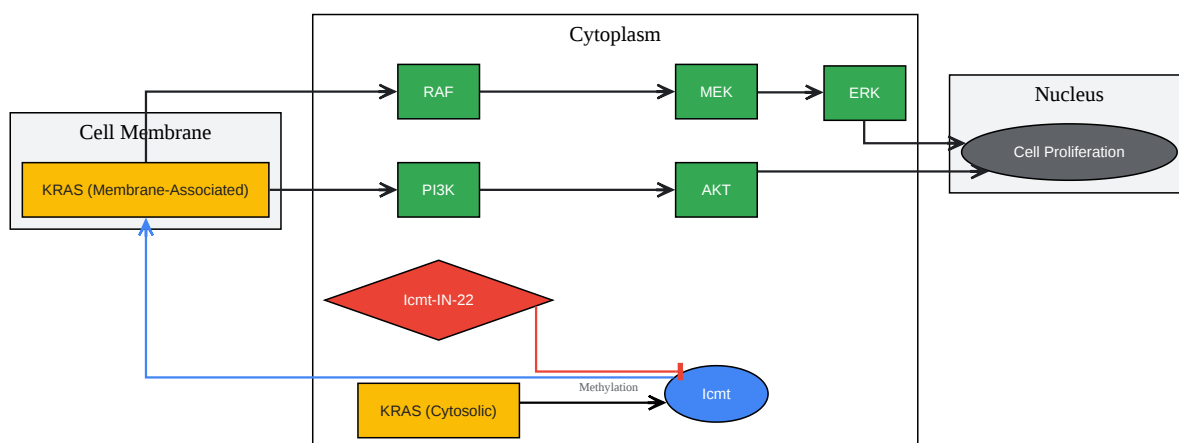 Cytoplasm
RAF
MEK
ERK
Nucleus
Cell Proliferation
Cell Membrane
KRAS (Membrane-Associated)
PI3K
AKT
Icmt-IN-22
Methylation
KRAS (Cytosolic)
Icmt